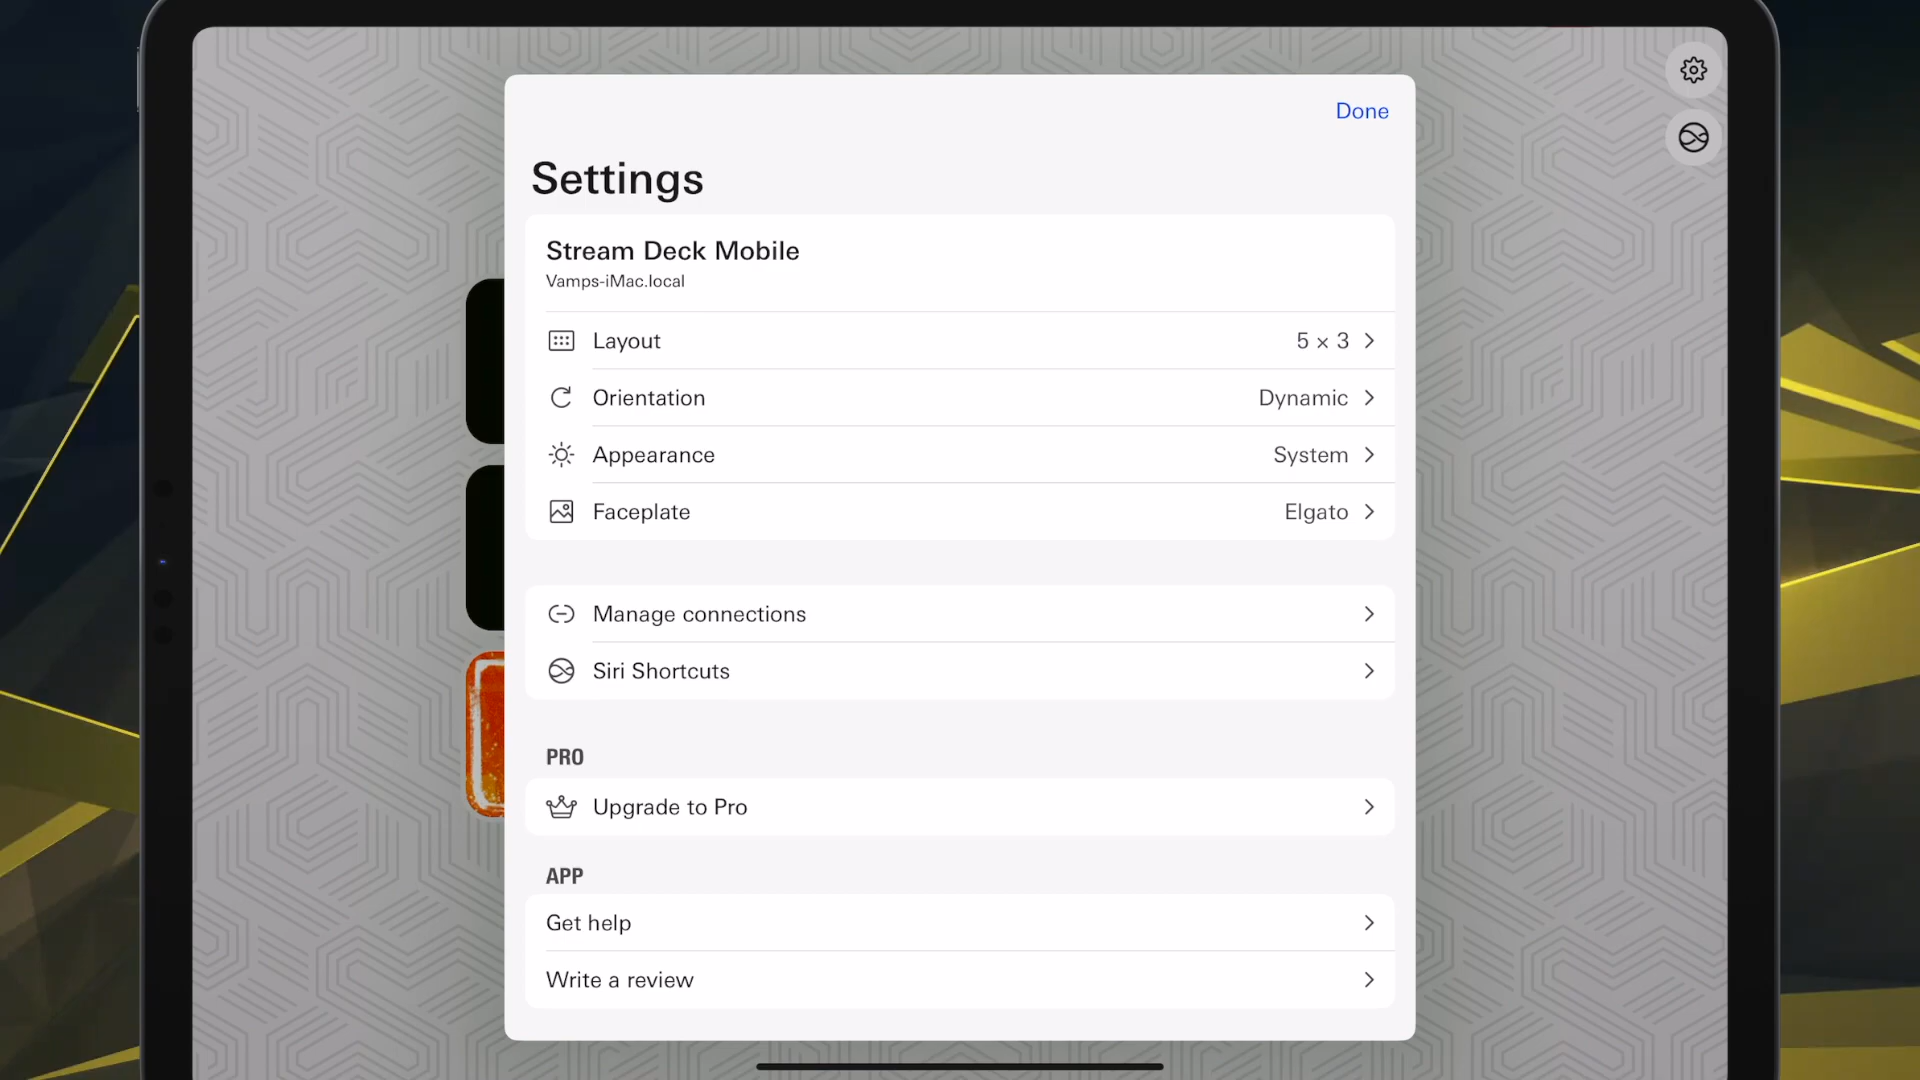 Done
Settings
Stream Deck Mobile
Vamps-iMac.local
Layout 5 × 3
Orientation Dynamic
Appearance System
Faceplate Elgato
Manage connections
Siri Shortcuts
PRO
Upgrade to Pro
APP
Get help
Write a review